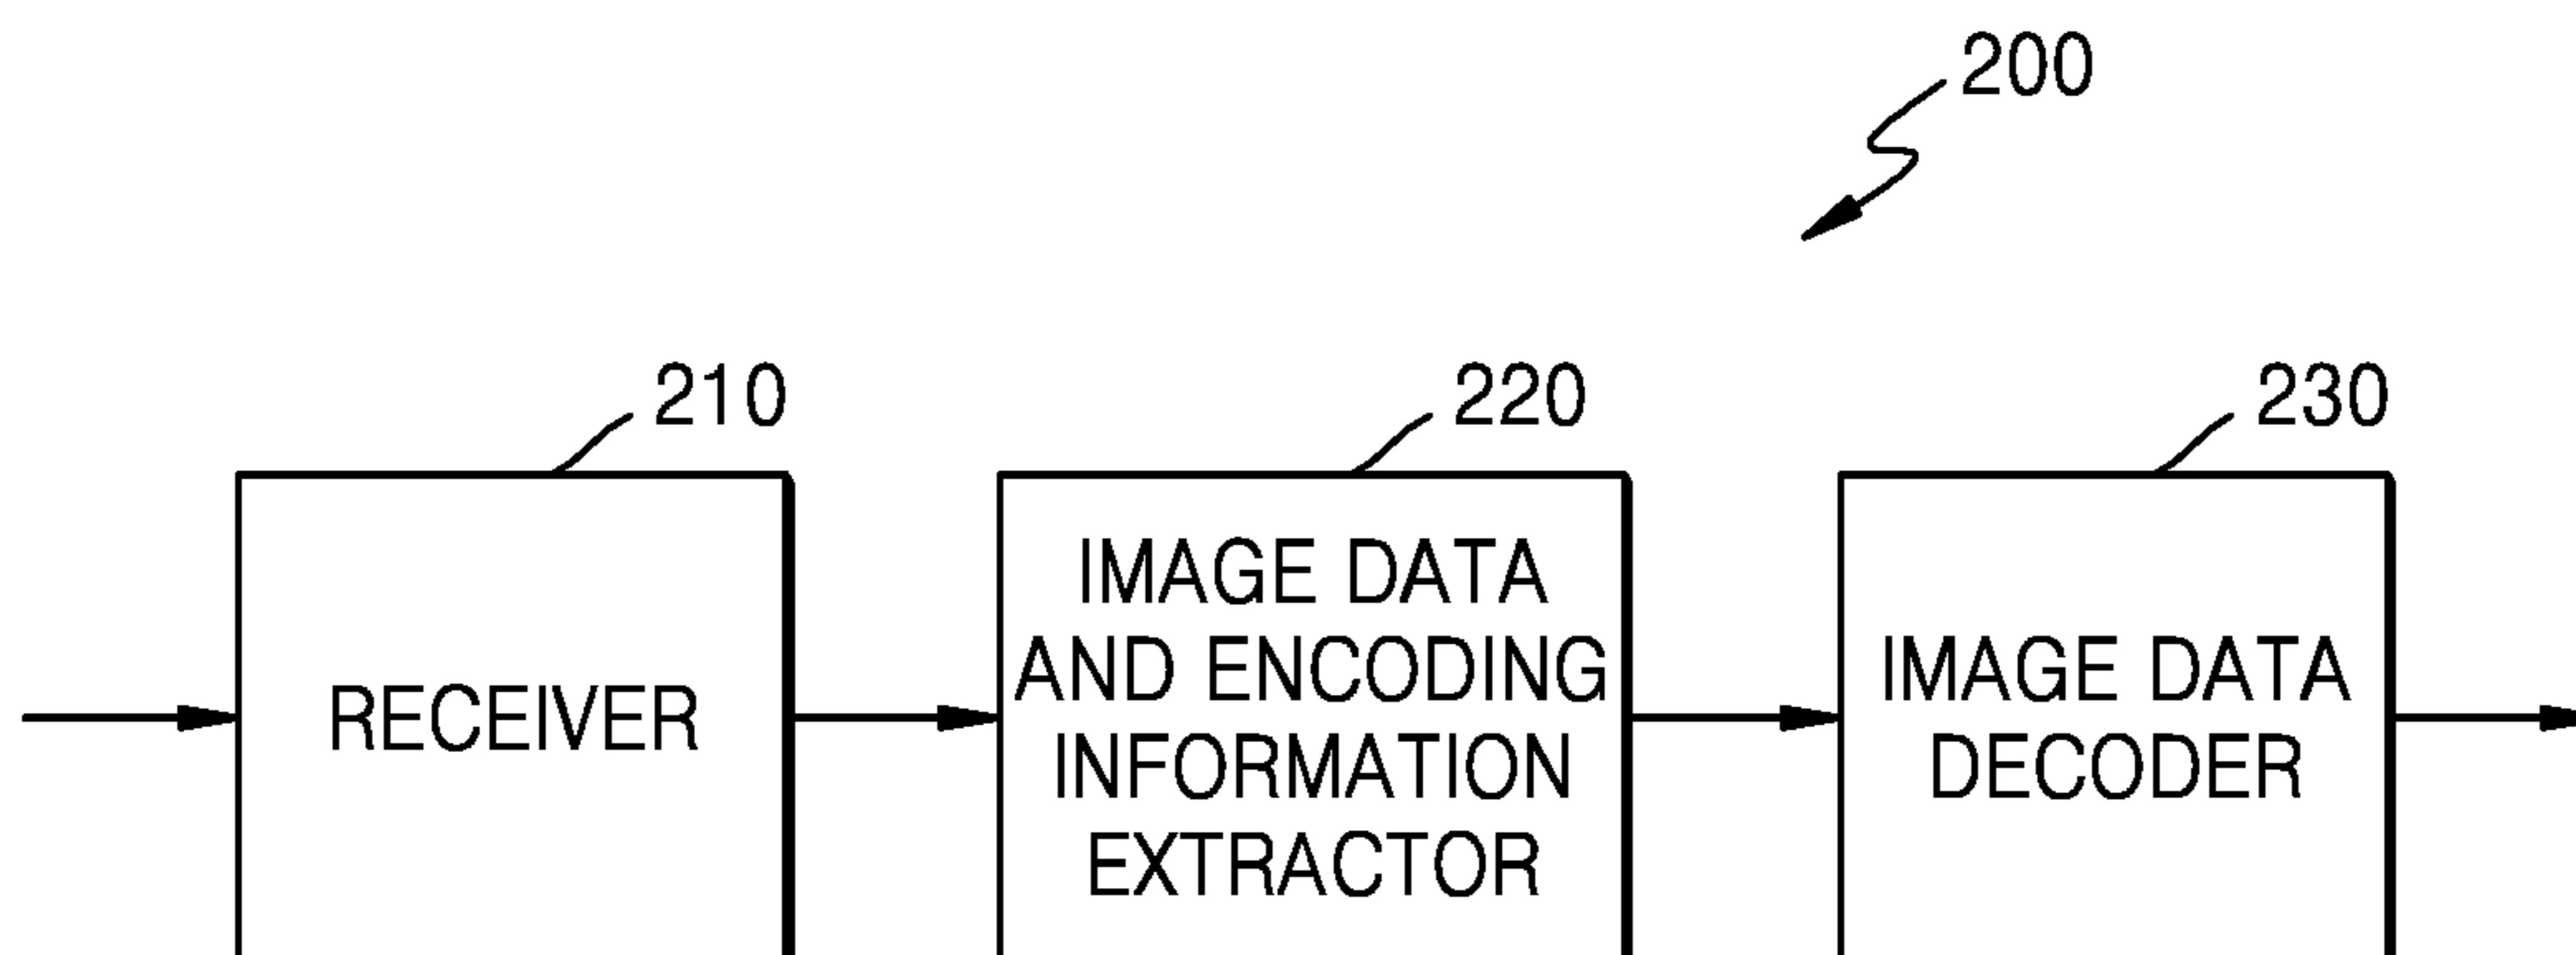 200
210
220
230
RECEIVER
IMAGE DATA
AND ENCODING
INFORMATION
EXTRACTOR
IMAGE DATA
DECODER